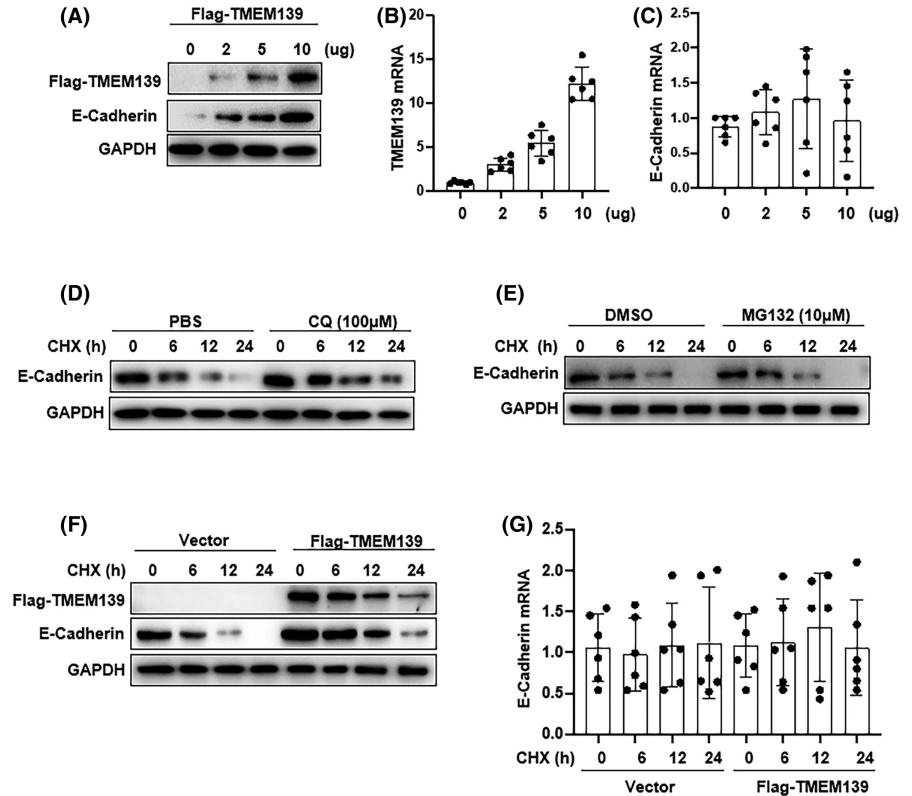 (A)
Flag-TMEM139
0 2 5 10 (ug)
Flag-TMEM139
E-Cadherin
GAPDH
(B)
TMEM139 mRNA
20
15
10
5
0
0 2 5 10 (ug)
(C)
E-Cadherin mRNA
2.5
2.0
1.5
1.0
0.5
0.0
0 2 5 10 (ug)
(D)
PBS CQ (100μM)
CHX (h) 0 6 12 24 0 6 12 24
E-Cadherin
GAPDH
(E)
DMSO MG132 (10μM)
CHX (h) 0 6 12 24 0 6 12 24
E-Cadherin
GAPDH
(F)
Vector Flag-TMEM139
CHX (h) 0 6 12 24 0 6 12 24
Flag-TMEM139
E-Cadherin
GAPDH
(G)
E-Cadherin mRNA
2.5
2.0
1.5
1.0
0.5
0.0
CHX (h) 0 6 12 24 0 6 12 24
Vector Flag-TMEM139